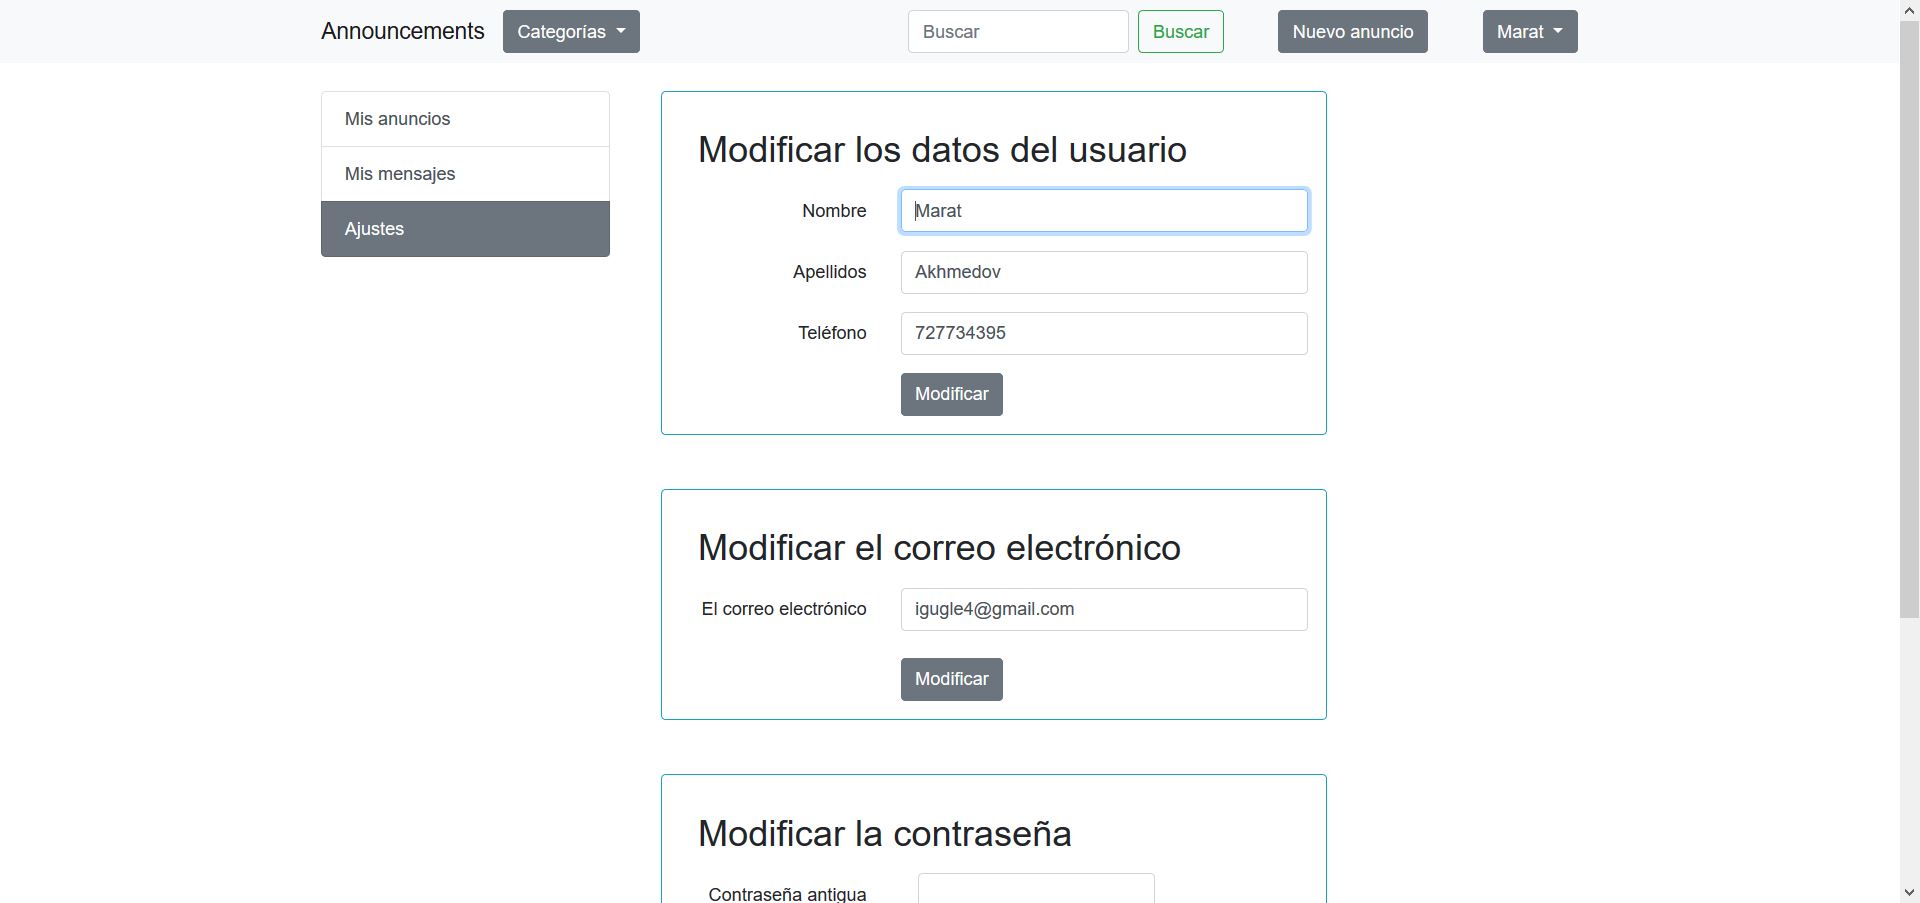 Announcements Categorías Buscar Buscar Nuevo anuncio Marat
Mis anuncios
Mis mensajes
Ajustes
Modificar los datos del usuario
Nombre Marat
Apellidos Akhmedov
Teléfono 727734395
Modificar
Modificar el correo electrónico
El correo electrónico igugle4@gmail.com
Modificar
Modificar la contraseña
Contraseña antigua